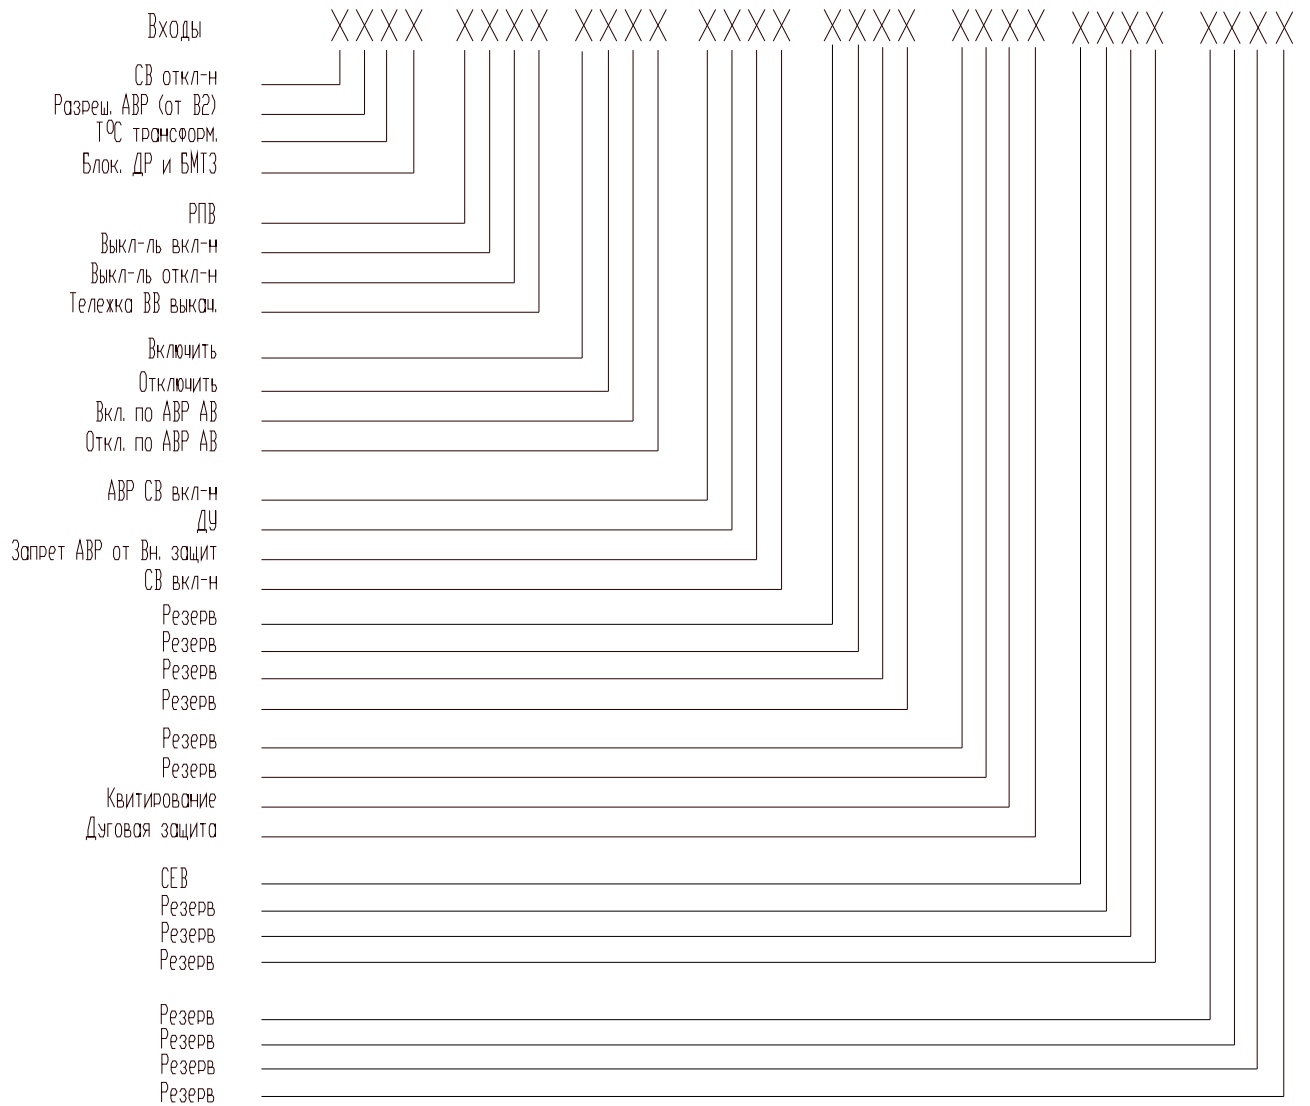 Входы XXXX XXXX XXXX XXXX XXXX XXXX XXXX XXXX
СВ откл-н
Разреш. АВР (от В2)
Т°С трансформ.
Блок. ДР и БМТЗ
РПВ
Выкл-ль вкл-н
Выкл-ль откл-н
Тележка ВВ выкач.
Включить
Отключить
Вкл. по АВР АВ
Откл. по АВР АВ
АВР СВ вкл-н
ДУ
Запрет АВР от Вн. защит
СВ вкл-н
Резерв
Резерв
Резерв
Резерв
Резерв
Резерв
Квитирование
Дуговая защита
СЕВ
Резерв
Резерв
Резерв
Резерв
Резерв
Резерв
Резерв